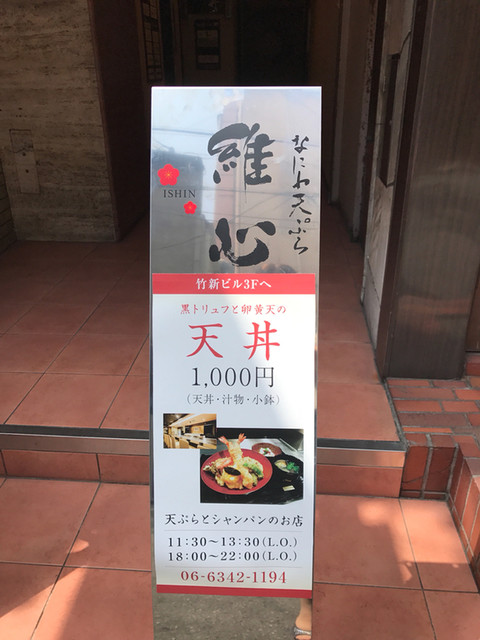 なにわ天ぷら
維心
ISHIN
竹新ビル3Fへ
黒トリュフと卵黄天の
天丼
1,000円
(天丼・汁物・小鉢)
天ぷらとシャンパンのお店
11:30～13:30(L.O.)
18:00～22:00(L.O.)
06-6342-1194